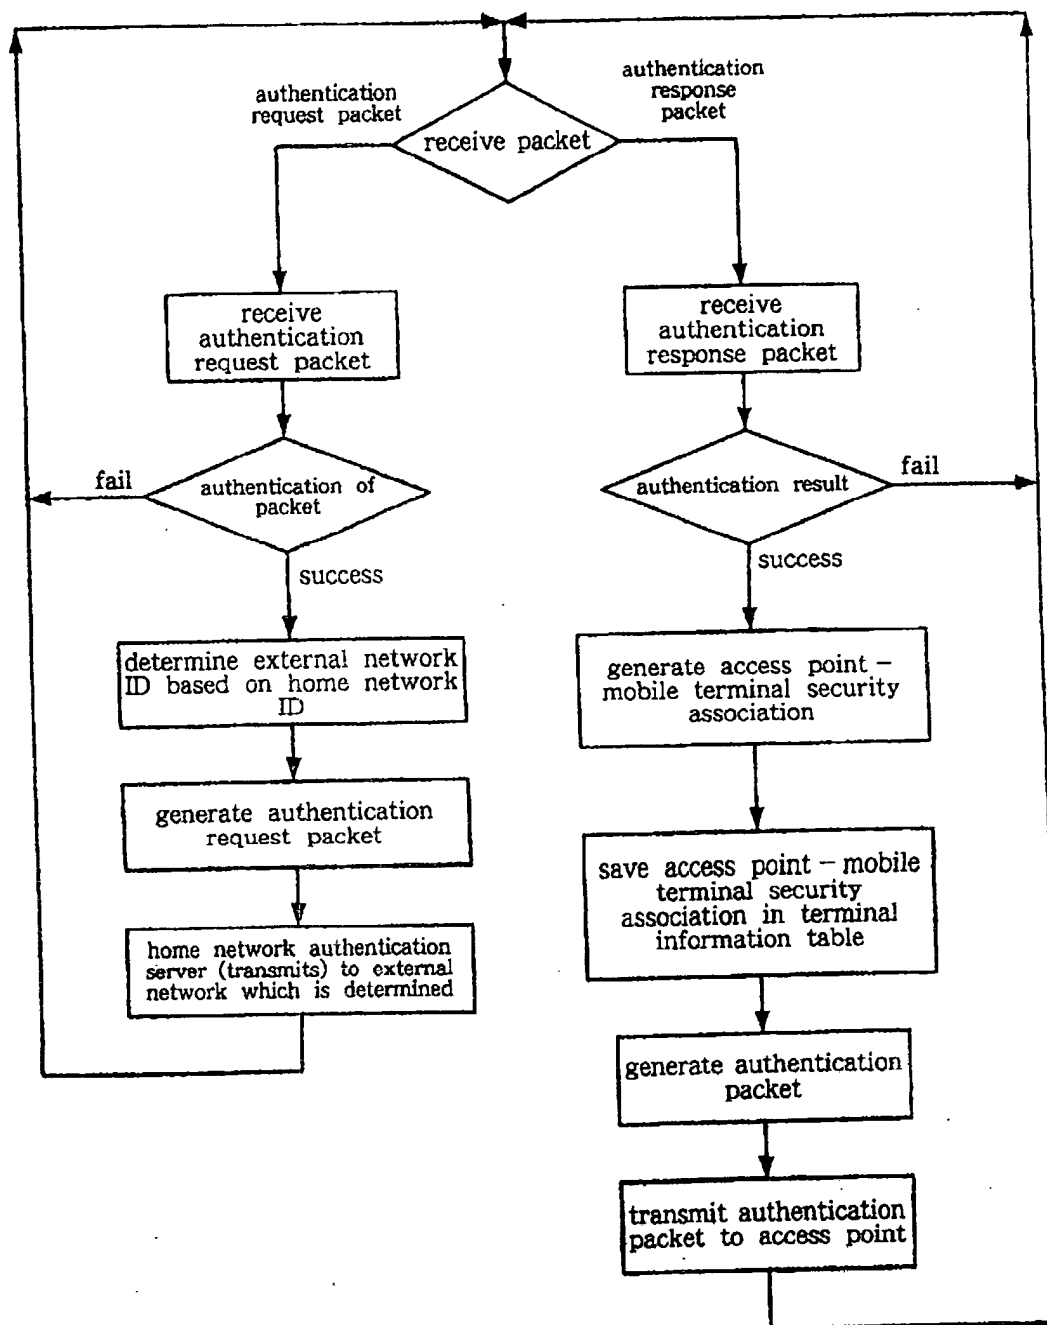 authentication
request packet
authentication
response
packet
receive packet
receive
authentication
request packet
receive
authentication
response packet
fail
authentication of
packet
success
authentication result
fail
success
determine external network
ID based on home network
ID
generate access point –
mobile terminal security
association
generate authentication
request packet
save access point – mobile
terminal security
association in terminal
information table
home network authentication
server (transmits) to external
network which is determined
generate authentication
packet
transmit authentication
packet to access point